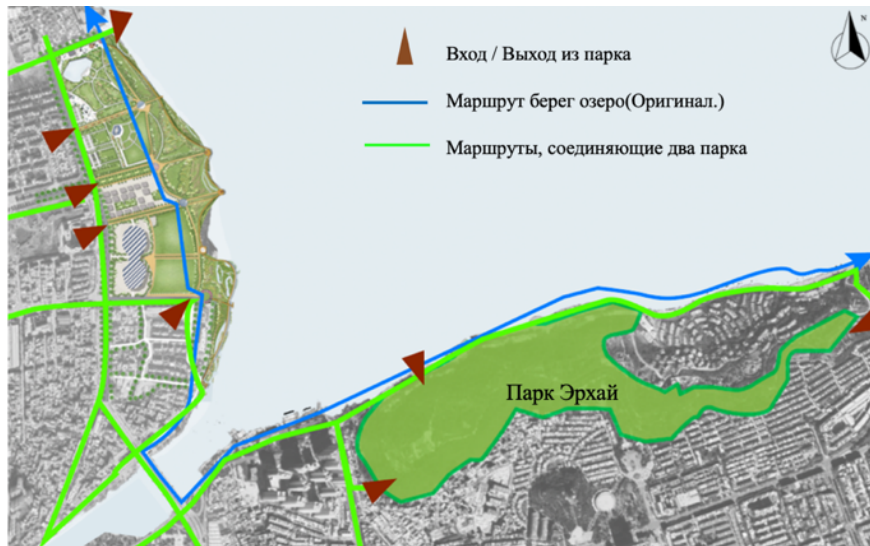 N
Вход / Выход из парка
Маршрут берег озеро(Оригинал.)
Маршруты, соединяющие два парка
Парк Эрхай